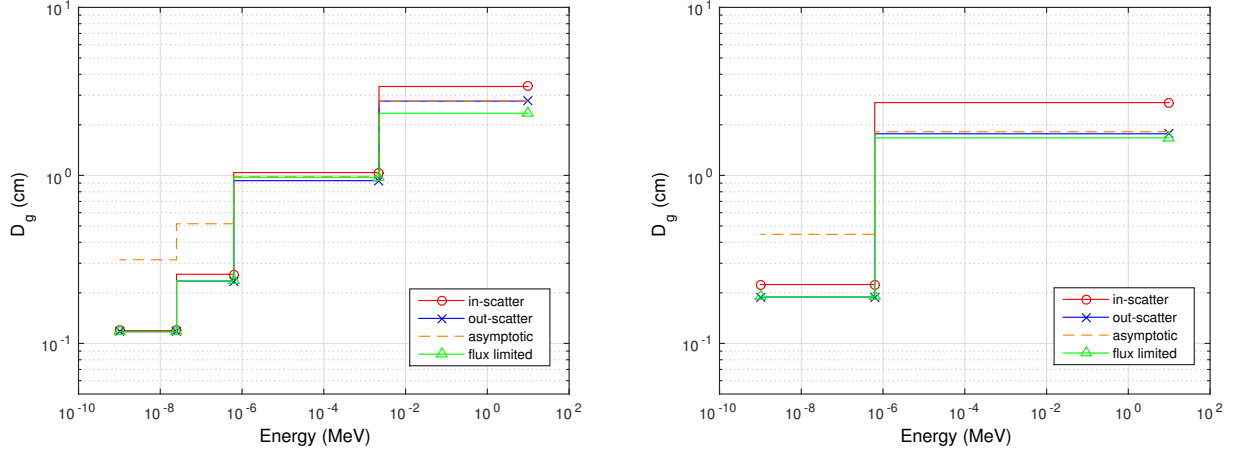 10^1
10^0
10^-1
D_g (cm)
10^-10
10^-8
10^-6
10^-4
10^-2
10^0
10^2
Energy (MeV)
in-scatter
out-scatter
asymptotic
flux limited
10^1
10^0
10^-1
D_g (cm)
10^-10
10^-8
10^-6
10^-4
10^-2
10^0
10^2
Energy (MeV)
in-scatter
out-scatter
asymptotic
flux limited